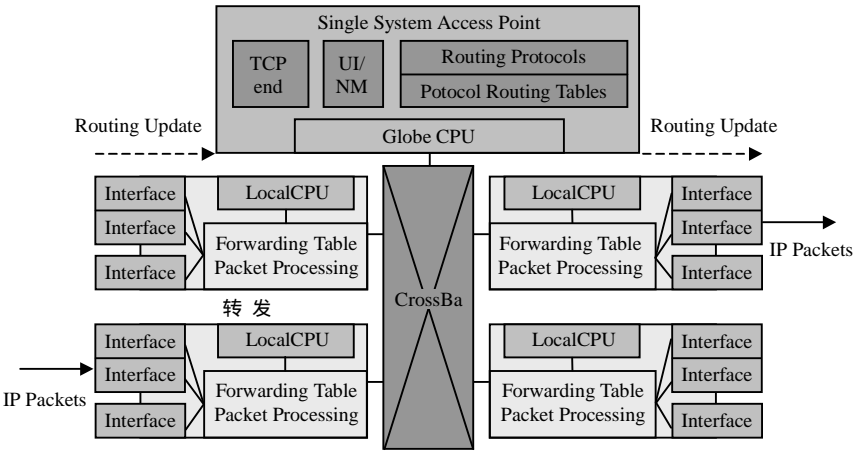 Single System Access Point
TCP
end
UI/
NM
Routing Protocols
Potocol Routing Tables
Globe CPU
Routing Update
Routing Update
Interface
Interface
Interface
LocalCPU
Forwarding Table
Packet Processing
LocalCPU
Forwarding Table
Packet Processing
Interface
Interface
Interface
IP Packets
CrossBa
转 发
IP Packets
Interface
Interface
Interface
LocalCPU
Forwarding Table
Packet Processing
LocalCPU
Forwarding Table
Packet Processing
Interface
Interface
Interface